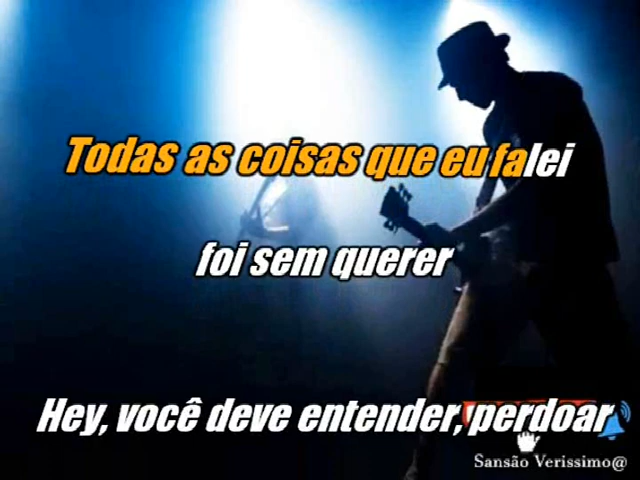 Todas as coisas que eu falei
foi sem querer
Hey, você deve entender, perdoar
Sansão Verissimo@